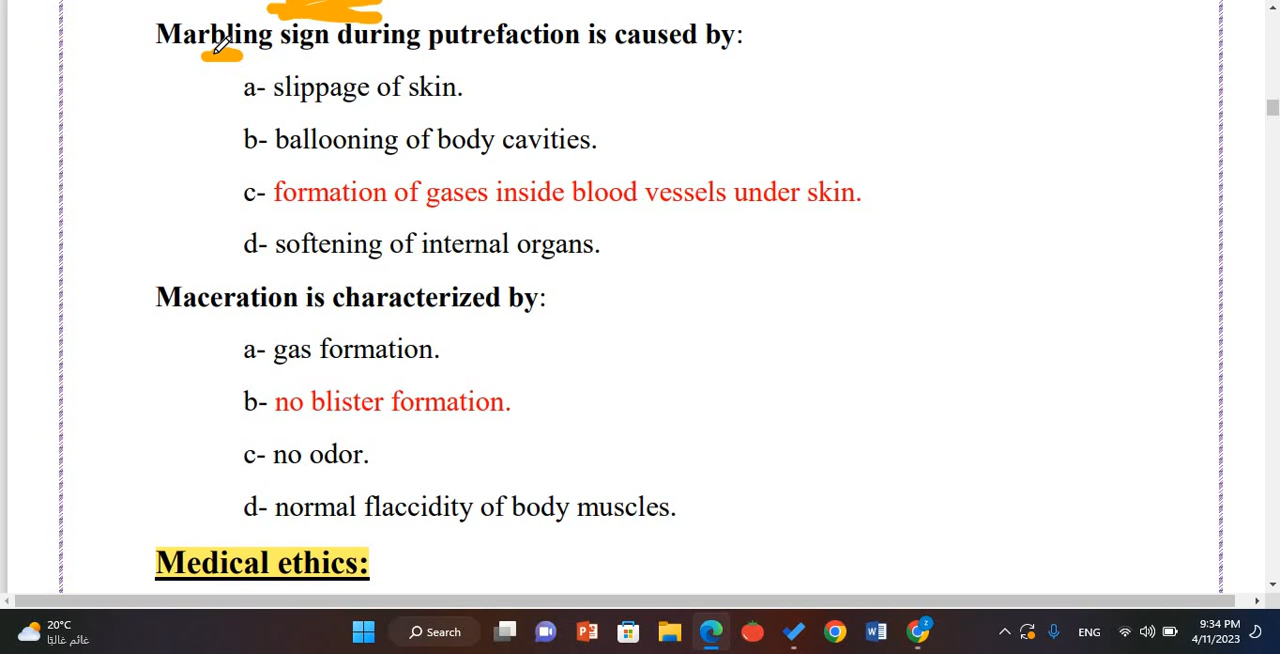 Marbling sign during putrefaction is caused by:
a- slippage of skin.
b- ballooning of body cavities.
c- formation of gases inside blood vessels under skin.
d- softening of internal organs.
Maceration is characterized by:
a- gas formation.
b- no blister formation.
c- no odor.
d- normal flaccidity of body muscles.
Medical ethics:
20°C
غائم غالبًا
Search
ENG
9:34 PM
4/11/2023